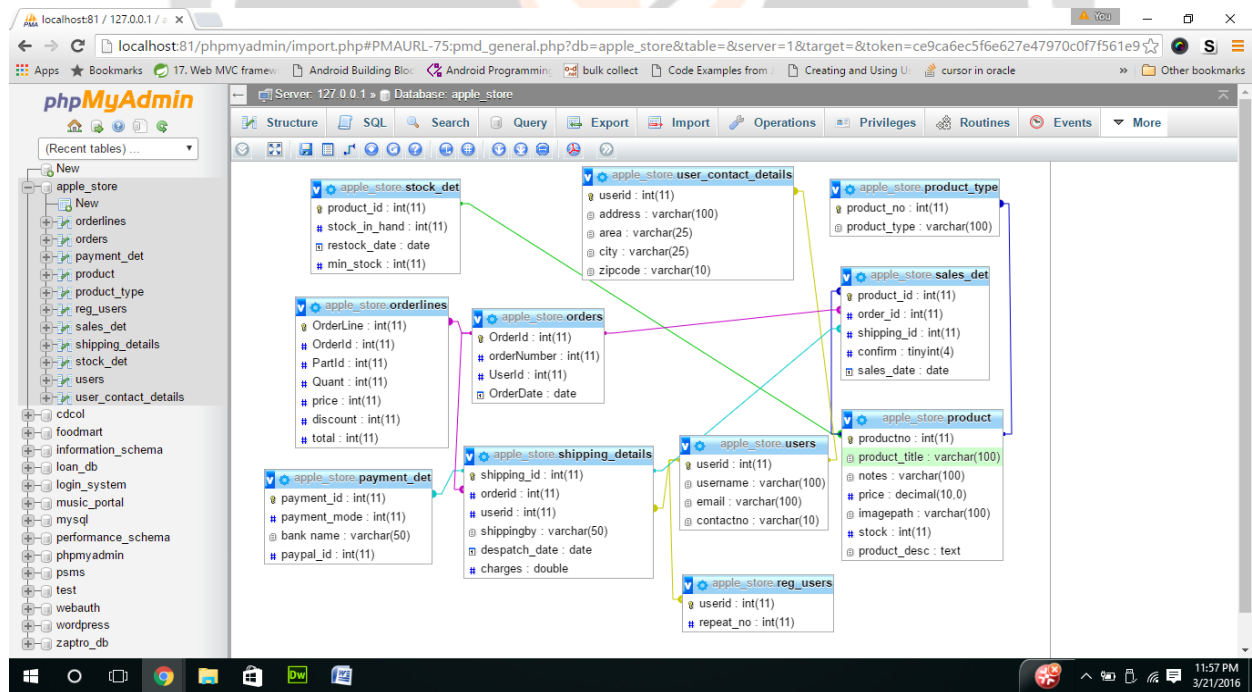 localhost:81 / 127.0.0.1 / a
You
localhost:81/phpmyadmin/import.php#PMAURL-75:pmd_general.php?db=apple_store&table=&server=1&target=&token=ce9ca6ec5f6e627e47970c0f7f561e9
S
Apps Bookmarks 17. Web MVC framew Android Building Bloc Android Programming bulk collect Code Examples from Creating and Using U cursor in oracle » Other bookmarks
phpMyAdmin
(Recent tables) ...
New
apple_store
New
orderlines
orders
payment_det
product
product_type
reg_users
sales_det
shipping_details
stock_det
users
user_contact_details
cdcol
foodmart
information_schema
loan_db
login_system
music_portal
mysql
performance_schema
phpmyadmin
psms
test
webauth
wordpress
zaptro_db
Server: 127.0.0.1 » Database: apple_store
Structure SQL Search Query Export Import Operations Privileges Routines Events More
apple_store.stock_det
product_id : int(11)
stock_in_hand : int(11)
restock_date : date
min_stock : int(11)
apple_store.user_contact_details
userid : int(11)
address : varchar(100)
area : varchar(25)
city : varchar(25)
zipcode : varchar(10)
apple_store.product_type
product_no : int(11)
product_type : varchar(100)
apple_store.sales_det
product_id : int(11)
order_id : int(11)
shipping_id : int(11)
confirm : tinyint(4)
sales_date : date
apple_store.orderlines
OrderLine : int(11)
OrderId : int(11)
PartId : int(11)
Quant : int(11)
price : int(11)
discount : int(11)
total : int(11)
apple_store.orders
OrderId : int(11)
orderNumber : int(11)
UserId : int(11)
OrderDate : date
apple_store.product
productno : int(11)
product_title : varchar(100)
notes : varchar(100)
price : decimal(10,0)
imagepath : varchar(100)
stock : int(11)
product_desc : text
apple_store.users
userid : int(11)
username : varchar(100)
email : varchar(100)
contactno : varchar(10)
apple_store.shipping_details
shipping_id : int(11)
orderid : int(11)
userid : int(11)
shippingby : varchar(50)
despatch_date : date
charges : double
apple_store.payment_det
payment_id : int(11)
payment_mode : int(11)
bank name : varchar(50)
paypal_id : int(11)
apple_store.reg_users
userid : int(11)
repeat_no : int(11)
Dw
11:57 PM
3/21/2016